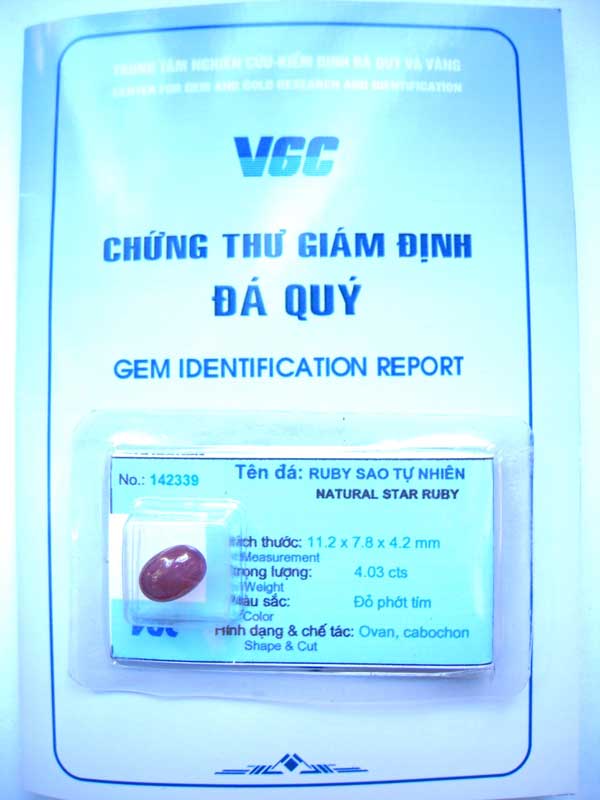 TRUNG TÂM NGHIÊN CỨU-KIỂM ĐỊNH ĐÁ QUÝ VÀ VÀNG
CENTER FOR GEM AND GOLD RESEARCH AND IDENTIFICATION
VGC
CHỨNG THƯ GIÁM ĐỊNH
ĐÁ QUÝ
GEM IDENTIFICATION REPORT
No.: 142339 Tên đá: RUBY SAO TỰ NHIÊN
NATURAL STAR RUBY
thước: 11.2 x 7.8 x 4.2 mm
Measurement
trọng lượng: 4.03 cts
Weight
sắc: Đỏ phớt tím
Color
VGC Hình dạng & chế tác: Ovan, cabochon
Shape & Cut